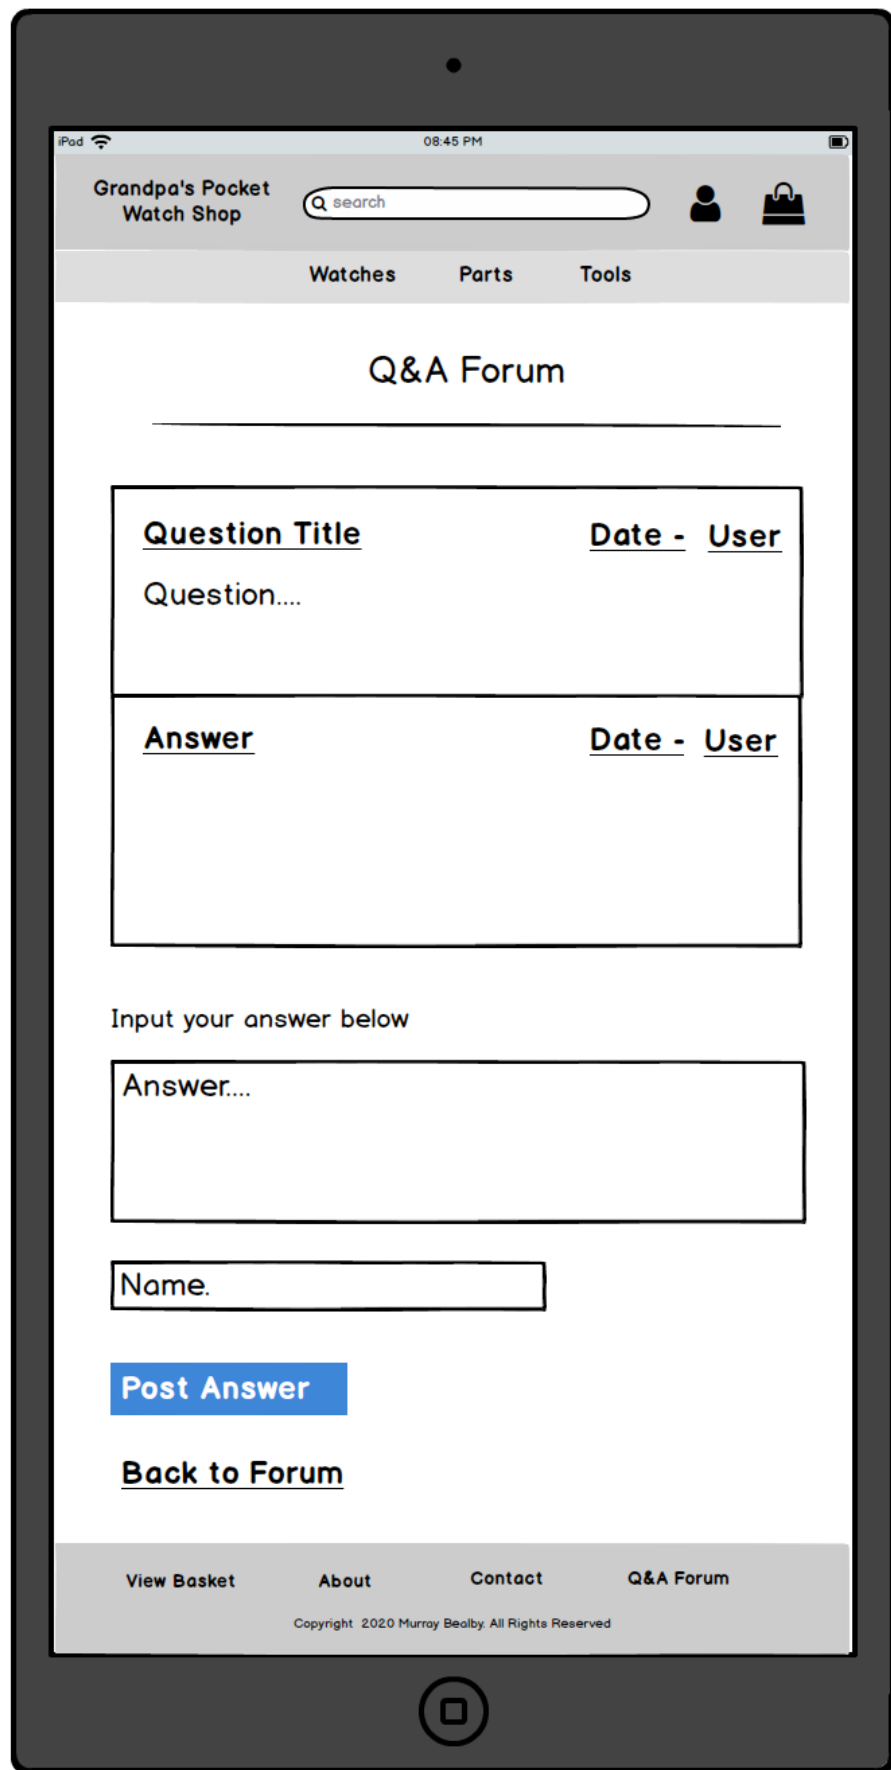 iPad
08:45 PM
Grandpa's Pocket
Watch Shop
search
Watches Parts Tools
Q&A Forum
Question Title Date - User
Question....
Answer Date - User
Input your answer below
Answer....
Name.
Post Answer
Back to Forum
View Basket About Contact Q&A Forum
Copyright 2020 Murray Bealby. All Rights Reserved